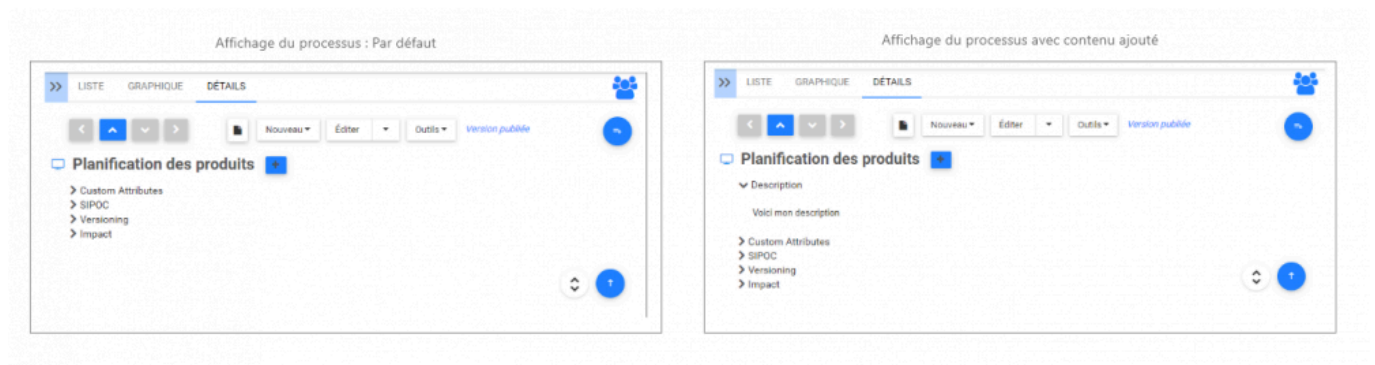 Affichage du processus : Par défaut
LISTE GRAPHIQUE DÉTAILS
Nouveau Éditer Outils Version publiée
Planification des produits +
Custom Attributes
SIPOC
Versioning
Impact
Affichage du processus avec contenu ajouté
LISTE GRAPHIQUE DÉTAILS
Nouveau Éditer Outils Version publiée
Planification des produits +
Description
Voici mon description
Custom Attributes
SIPOC
Versioning
Impact